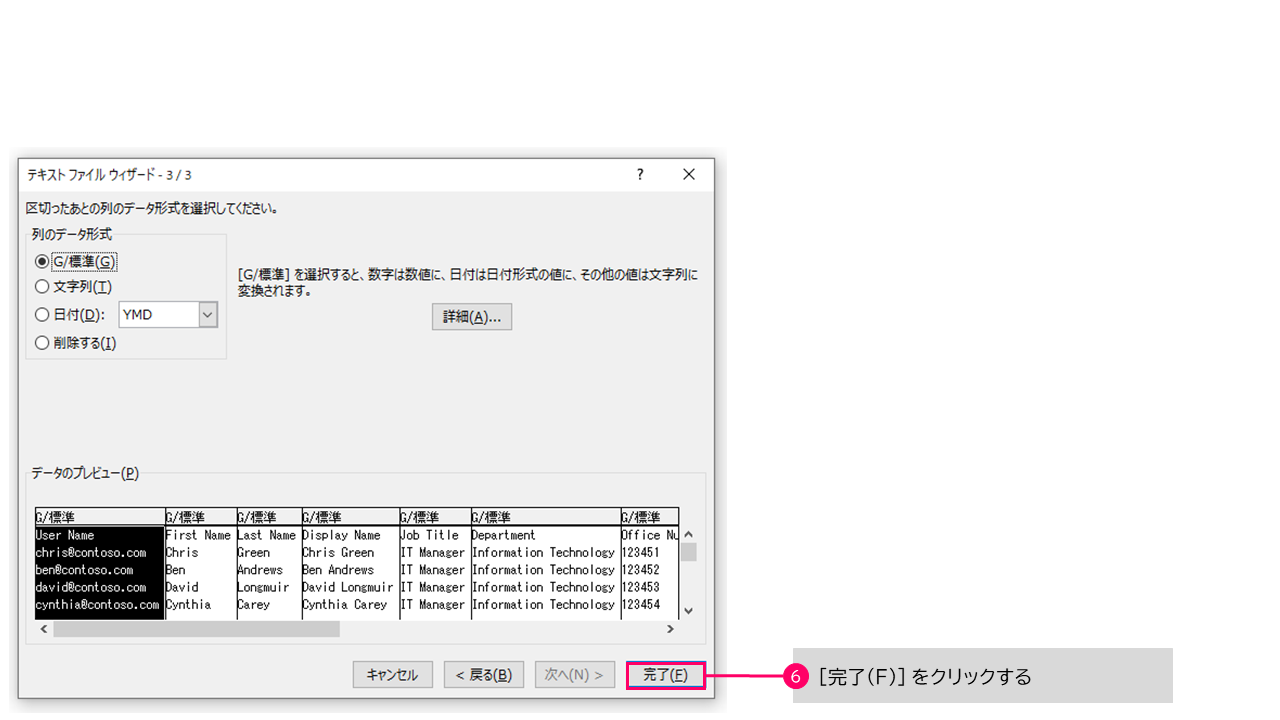 テキスト ファイル ウィザード - 3 / 3
?
区切ったあとの列のデータ形式を選択してください。
列のデータ形式
G/標準(G)
文字列(T)
日付(D): YMD
削除する(I)
[G/標準] を選択すると、数字は数値に、日付は日付形式の値に、その他の値は文字列に
変換されます。
詳細(A)...
データのプレビュー(P)
G/標準 G/標準 G/標準 G/標準 G/標準 G/標準 G/標準
User Name First Name Last Name Display Name Job Title Department Office Nu
chris@contoso.com Chris Green Chris Green IT Manager Information Technology 123451
ben@contoso.com Ben Andrews Ben Andrews IT Manager Information Technology 123452
david@contoso.com David Longmuir David Longmuir IT Manager Information Technology 123453
cynthia@contoso.com Cynthia Carey Cynthia Carey IT Manager Information Technology 123454
キャンセル < 戻る(B) 次へ(N) > 完了(F)
6 [完了(F)] をクリックする